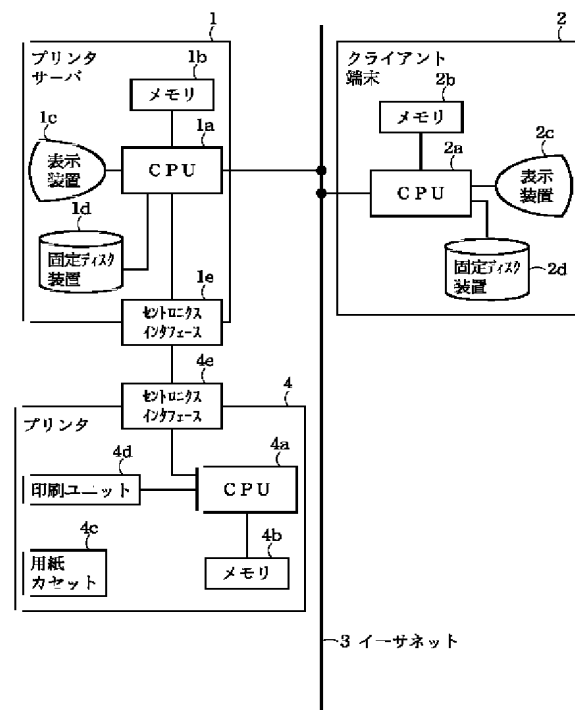 1
プリンタ
サーバ
1b
メモリ
1c
表示
装置
1a
CPU
1d
固定ディスク
装置
1e
セントロニクス
インタフェース
2
クライアント
端末
2b
メモリ
2a
CPU
2c
表示
装置
固定ディスク
装置
2d
4e
セントロニクス
インタフェース
4
プリンタ
4a
CPU
4d
印刷ユニット
4c
用紙
カセット
4b
メモリ
3 イーサネット